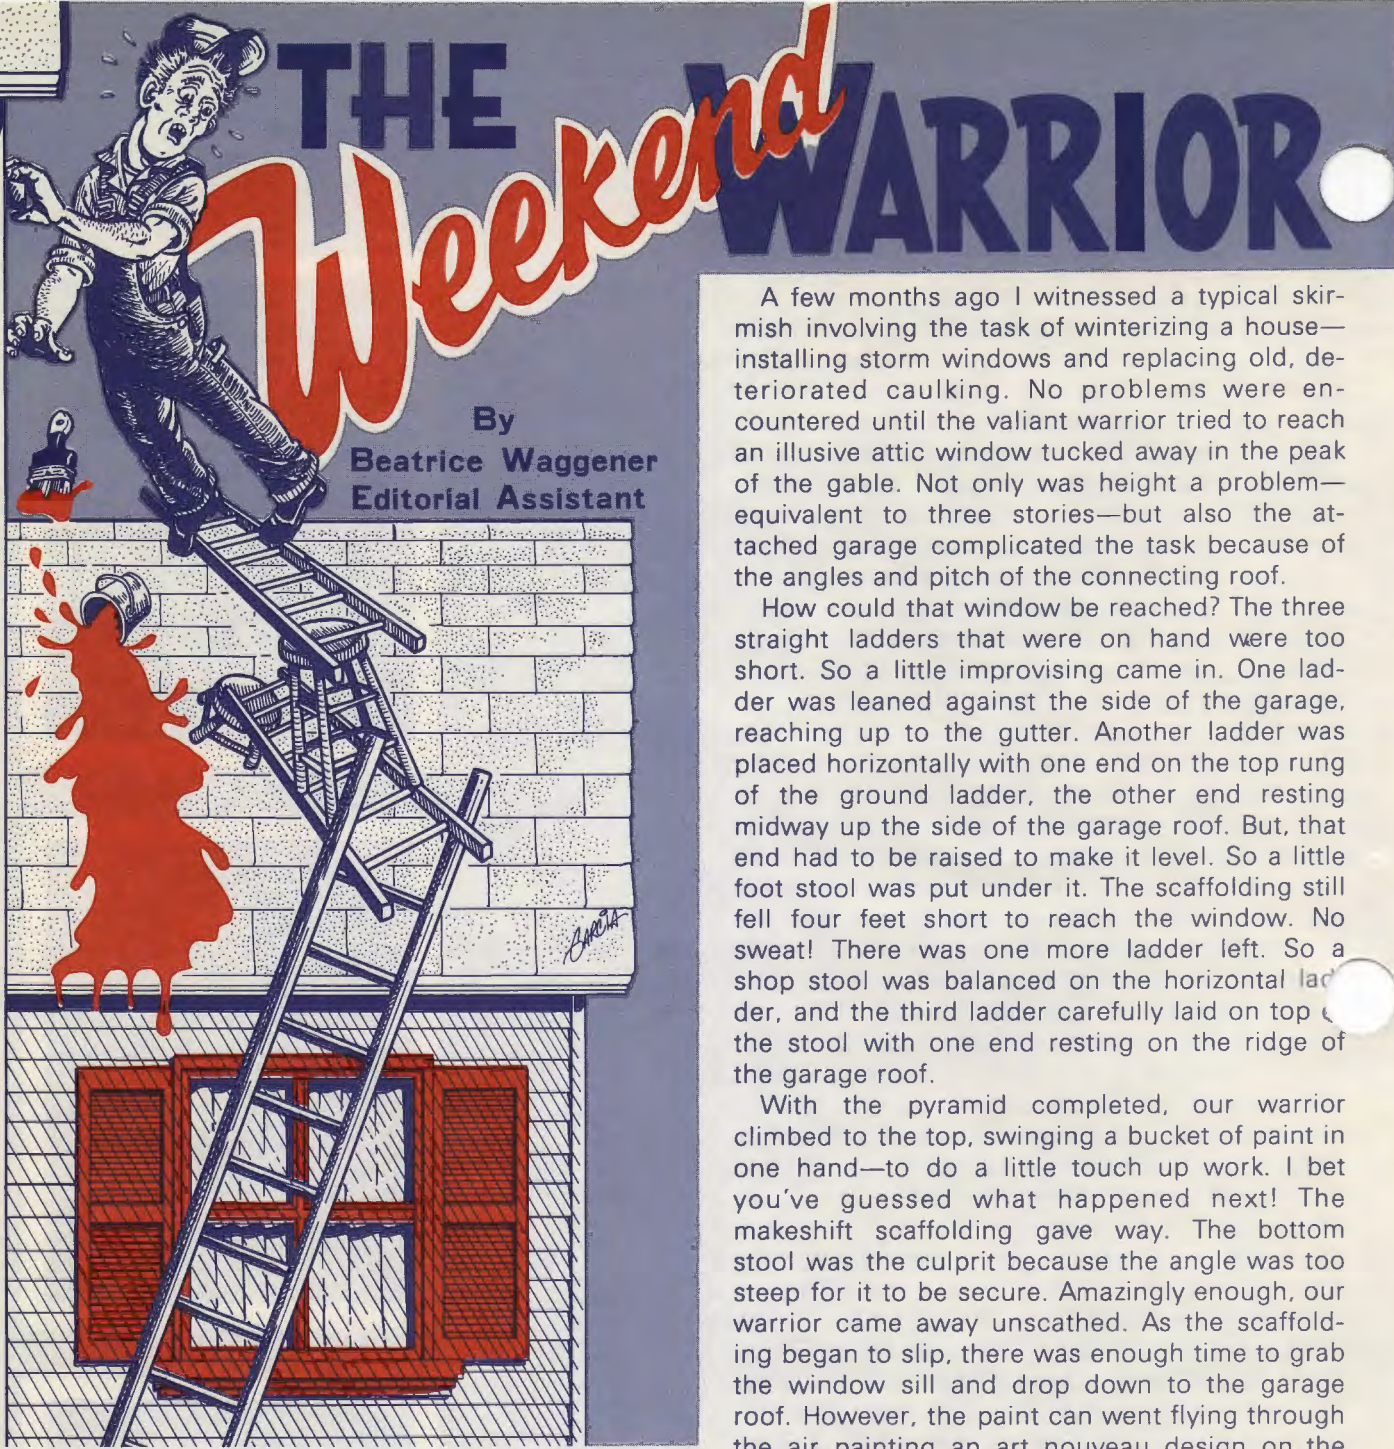 THE Weekend WARRIOR
By
Beatrice Waggener
Editorial Assistant
GARCIA
A few months ago I witnessed a typical skir-
mish involving the task of winterizing a house—
installing storm windows and replacing old, de-
teriorated caulking. No problems were en-
countered until the valiant warrior tried to reach
an illusive attic window tucked away in the peak
of the gable. Not only was height a problem—
equivalent to three stories—but also the at-
tached garage complicated the task because of
the angles and pitch of the connecting roof.
How could that window be reached? The three
straight ladders that were on hand were too
short. So a little improvising came in. One lad-
der was leaned against the side of the garage,
reaching up to the gutter. Another ladder was
placed horizontally with one end on the top rung
of the ground ladder, the other end resting
midway up the side of the garage roof. But, that
end had to be raised to make it level. So a little
foot stool was put under it. The scaffolding still
fell four feet short to reach the window. No
sweat! There was one more ladder left. So a
shop stool was balanced on the horizontal lad
der, and the third ladder carefully laid on top
the stool with one end resting on the ridge of
the garage roof.
With the pyramid completed, our warrior
climbed to the top, swinging a bucket of paint in
one hand—to do a little touch up work. I bet
you've guessed what happened next! The
makeshift scaffolding gave way. The bottom
stool was the culprit because the angle was too
steep for it to be secure. Amazingly enough, our
warrior came away unscathed. As the scaffold-
ing began to slip, there was enough time to grab
the window sill and drop down to the garage
roof. However, the paint can went flying through
the air painting an art nouveau design on the